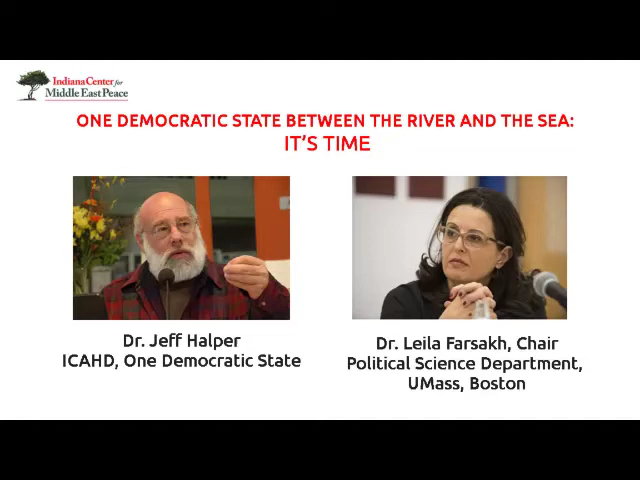 Indiana Center for
Middle East Peace
ONE DEMOCRATIC STATE BETWEEN THE RIVER AND THE SEA:
IT'S TIME
Dr. Jeff Halper
ICAHD, One Democratic State
Dr. Leila Farsakh, Chair
Political Science Department,
UMass, Boston